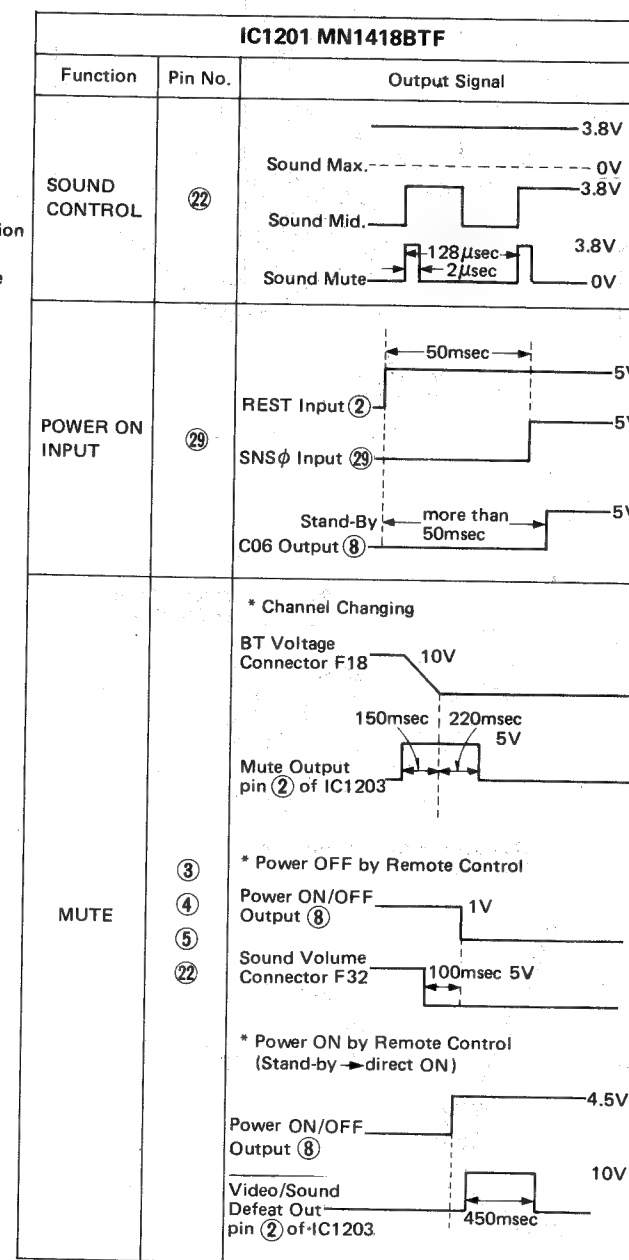 IC1201 MN1418BTF
Function Pin No. Output Signal
3.8V
Sound Max. 0V
SOUND
CONTROL
㉒
3.8V
Sound Mid.
128μsec 3.8V
2μsec
Sound Mute 0V
50msec
5V
REST Input ②
POWER ON
INPUT
㉙
5V
SNSϕ Input ㉙
Stand-By more than
50msec
5V
C06 Output ⑧
* Channel Changing
BT Voltage
Connector F18 10V
150msec 220msec
5V
Mute Output
pin ② of IC1203
MUTE
③
④
⑤
㉒
* Power OFF by Remote Control
Power ON/OFF
Output ⑧
1V
Sound Volume
Connector F32
100msec 5V
* Power ON by Remote Control
(Stand-by → direct ON)
4.5V
Power ON/OFF
Output ⑧
10V
Video/Sound
Defeat Out
pin ② of IC1203
450msec